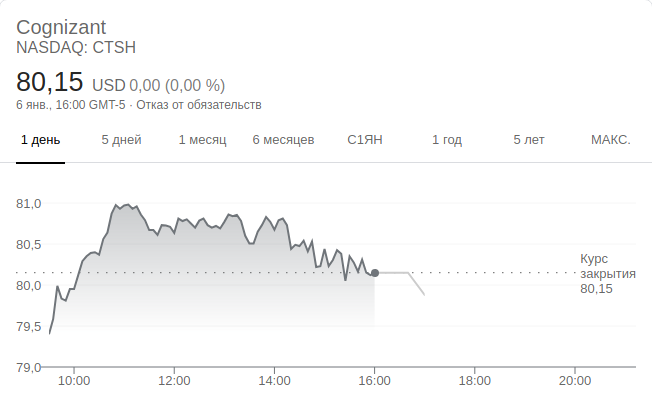 Cognizant
NASDAQ: CTSH
80,15 USD 0,00 (0,00 %)
6 янв., 16:00 GMT-5 · Отказ от обязательств
1 день 5 дней 1 месяц 6 месяцев С1ЯН 1 год 5 лет МАКС.
81,0
80,5
Курс
закрытия
80,15
80,0
79,5
79,0
10:00 12:00 14:00 16:00 18:00 20:00